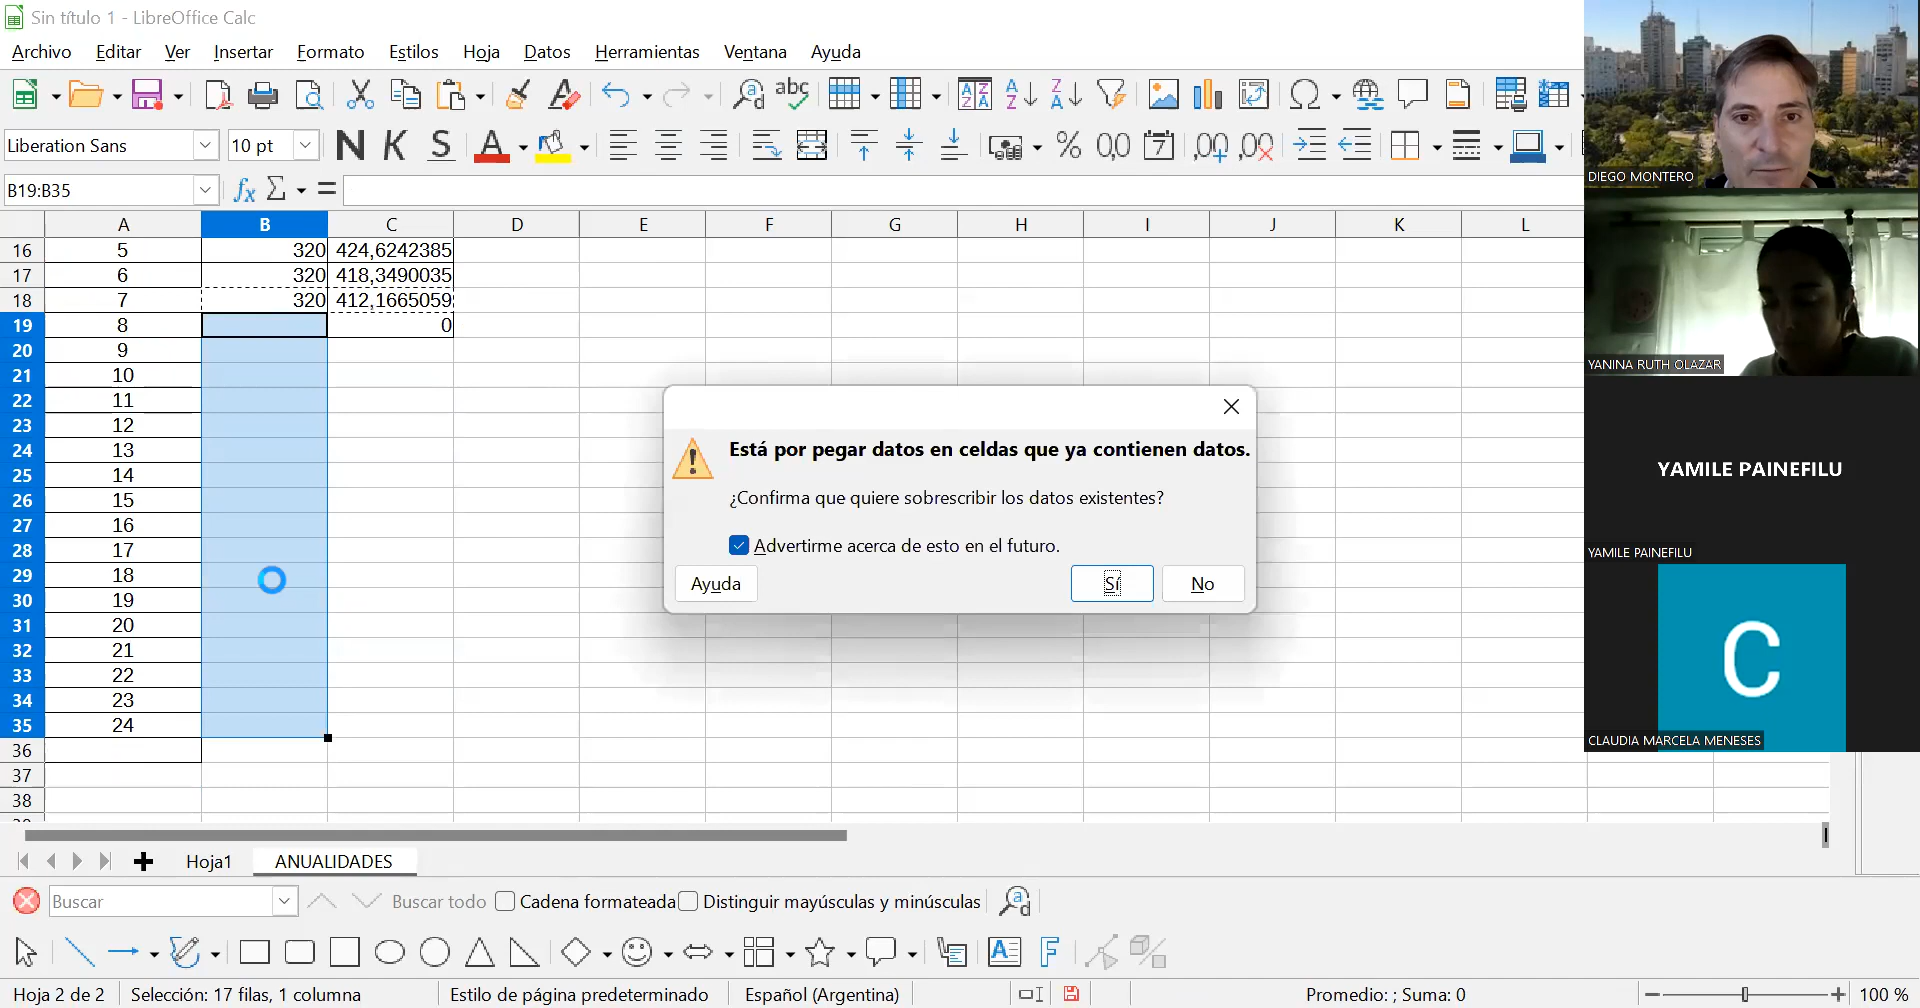 Sin título 1 - LibreOffice Calc
Archivo Editar Ver Insertar Formato Estilos Hoja Datos Herramientas Ventana Ayuda
Liberation Sans 10 pt N K S A % 0,0 7 ,00 ,00
B19:B35 fx Σ =
A B C D E F G H I J K L
16 5 320 424,6242385
17 6 320 418,3490035
18 7 320 412,1665059
19 8 0
20 9
21 10
22 11
23 12
24 13
25 14
26 15
27 16
28 17
29 18
30 19
31 20
32 21
33 22
34 23
35 24
36
37
38
Está por pegar datos en celdas que ya contienen datos.
¿Confirma que quiere sobrescribir los datos existentes?
Advertirme acerca de esto en el futuro.
Ayuda Sí No
DIEGO MONTERO
YANINA RUTH OLAZAR
YAMILE PAINEFILU
YAMILE PAINEFILU
C
CLAUDIA MARCELA MENESES
Hoja1 ANUALIDADES
Buscar Buscar todo Cadena formateada Distinguir mayúsculas y minúsculas
Hoja 2 de 2 Selección: 17 filas, 1 columna Estilo de página predeterminado Español (Argentina) Promedio: ; Suma: 0 100 %